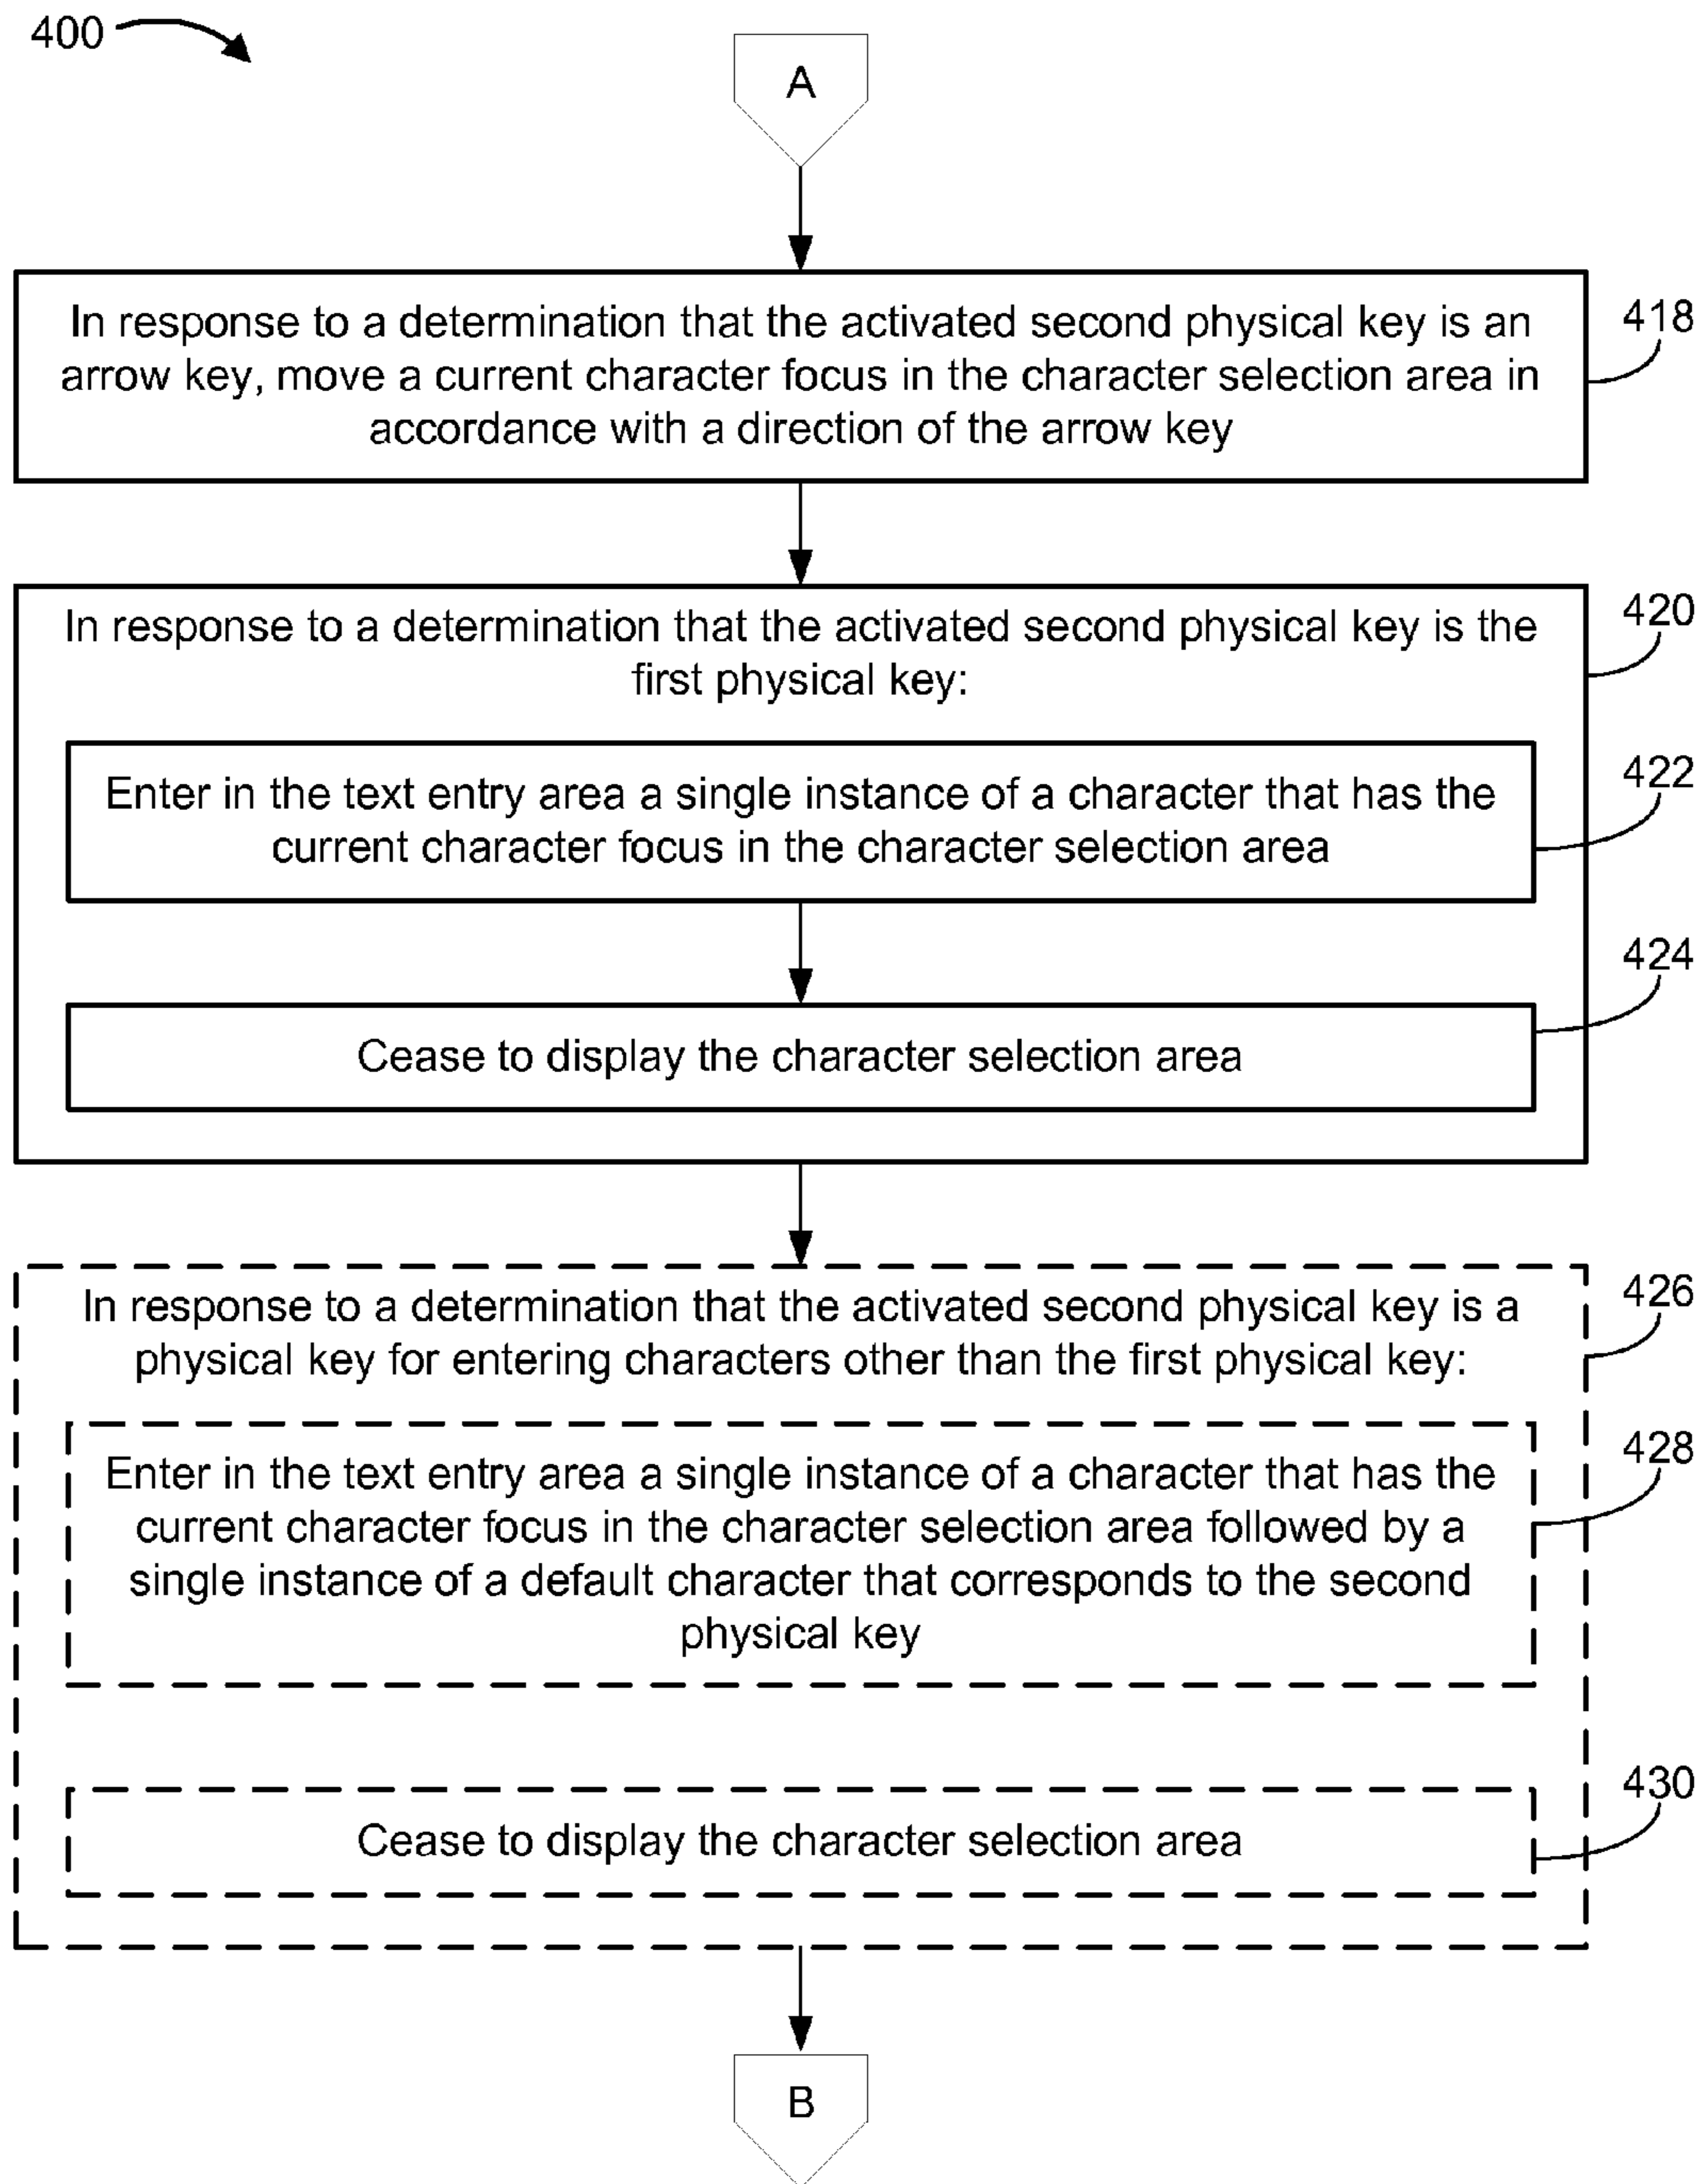 400
A
In response to a determination that the activated second physical key is an
arrow key, move a current character focus in the character selection area in
accordance with a direction of the arrow key
418
In response to a determination that the activated second physical key is the
first physical key:
420
Enter in the text entry area a single instance of a character that has the
current character focus in the character selection area
422
Cease to display the character selection area
424
In response to a determination that the activated second physical key is a
physical key for entering characters other than the first physical key:
426
Enter in the text entry area a single instance of a character that has the
current character focus in the character selection area followed by a
single instance of a default character that corresponds to the second
physical key
428
Cease to display the character selection area
430
B